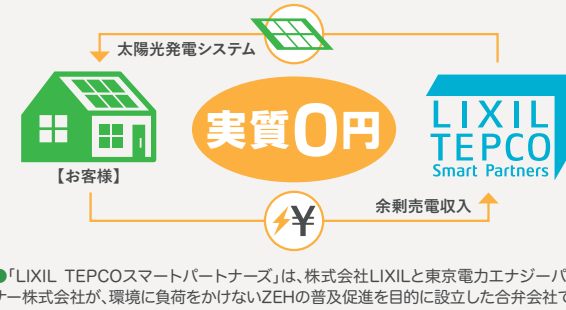 太陽光発電システム
実質0円
LIXIL
TEPCO
Smart Partners
【お客様】
¥
余剰売電収入
●「LIXIL TEPCOスマートパートナーズ」は、株式会社LIXILと東京電力エナジーパ
ナー株式会社が、環境に負荷をかけないZEHの普及促進を目的に設立した合弁会社で